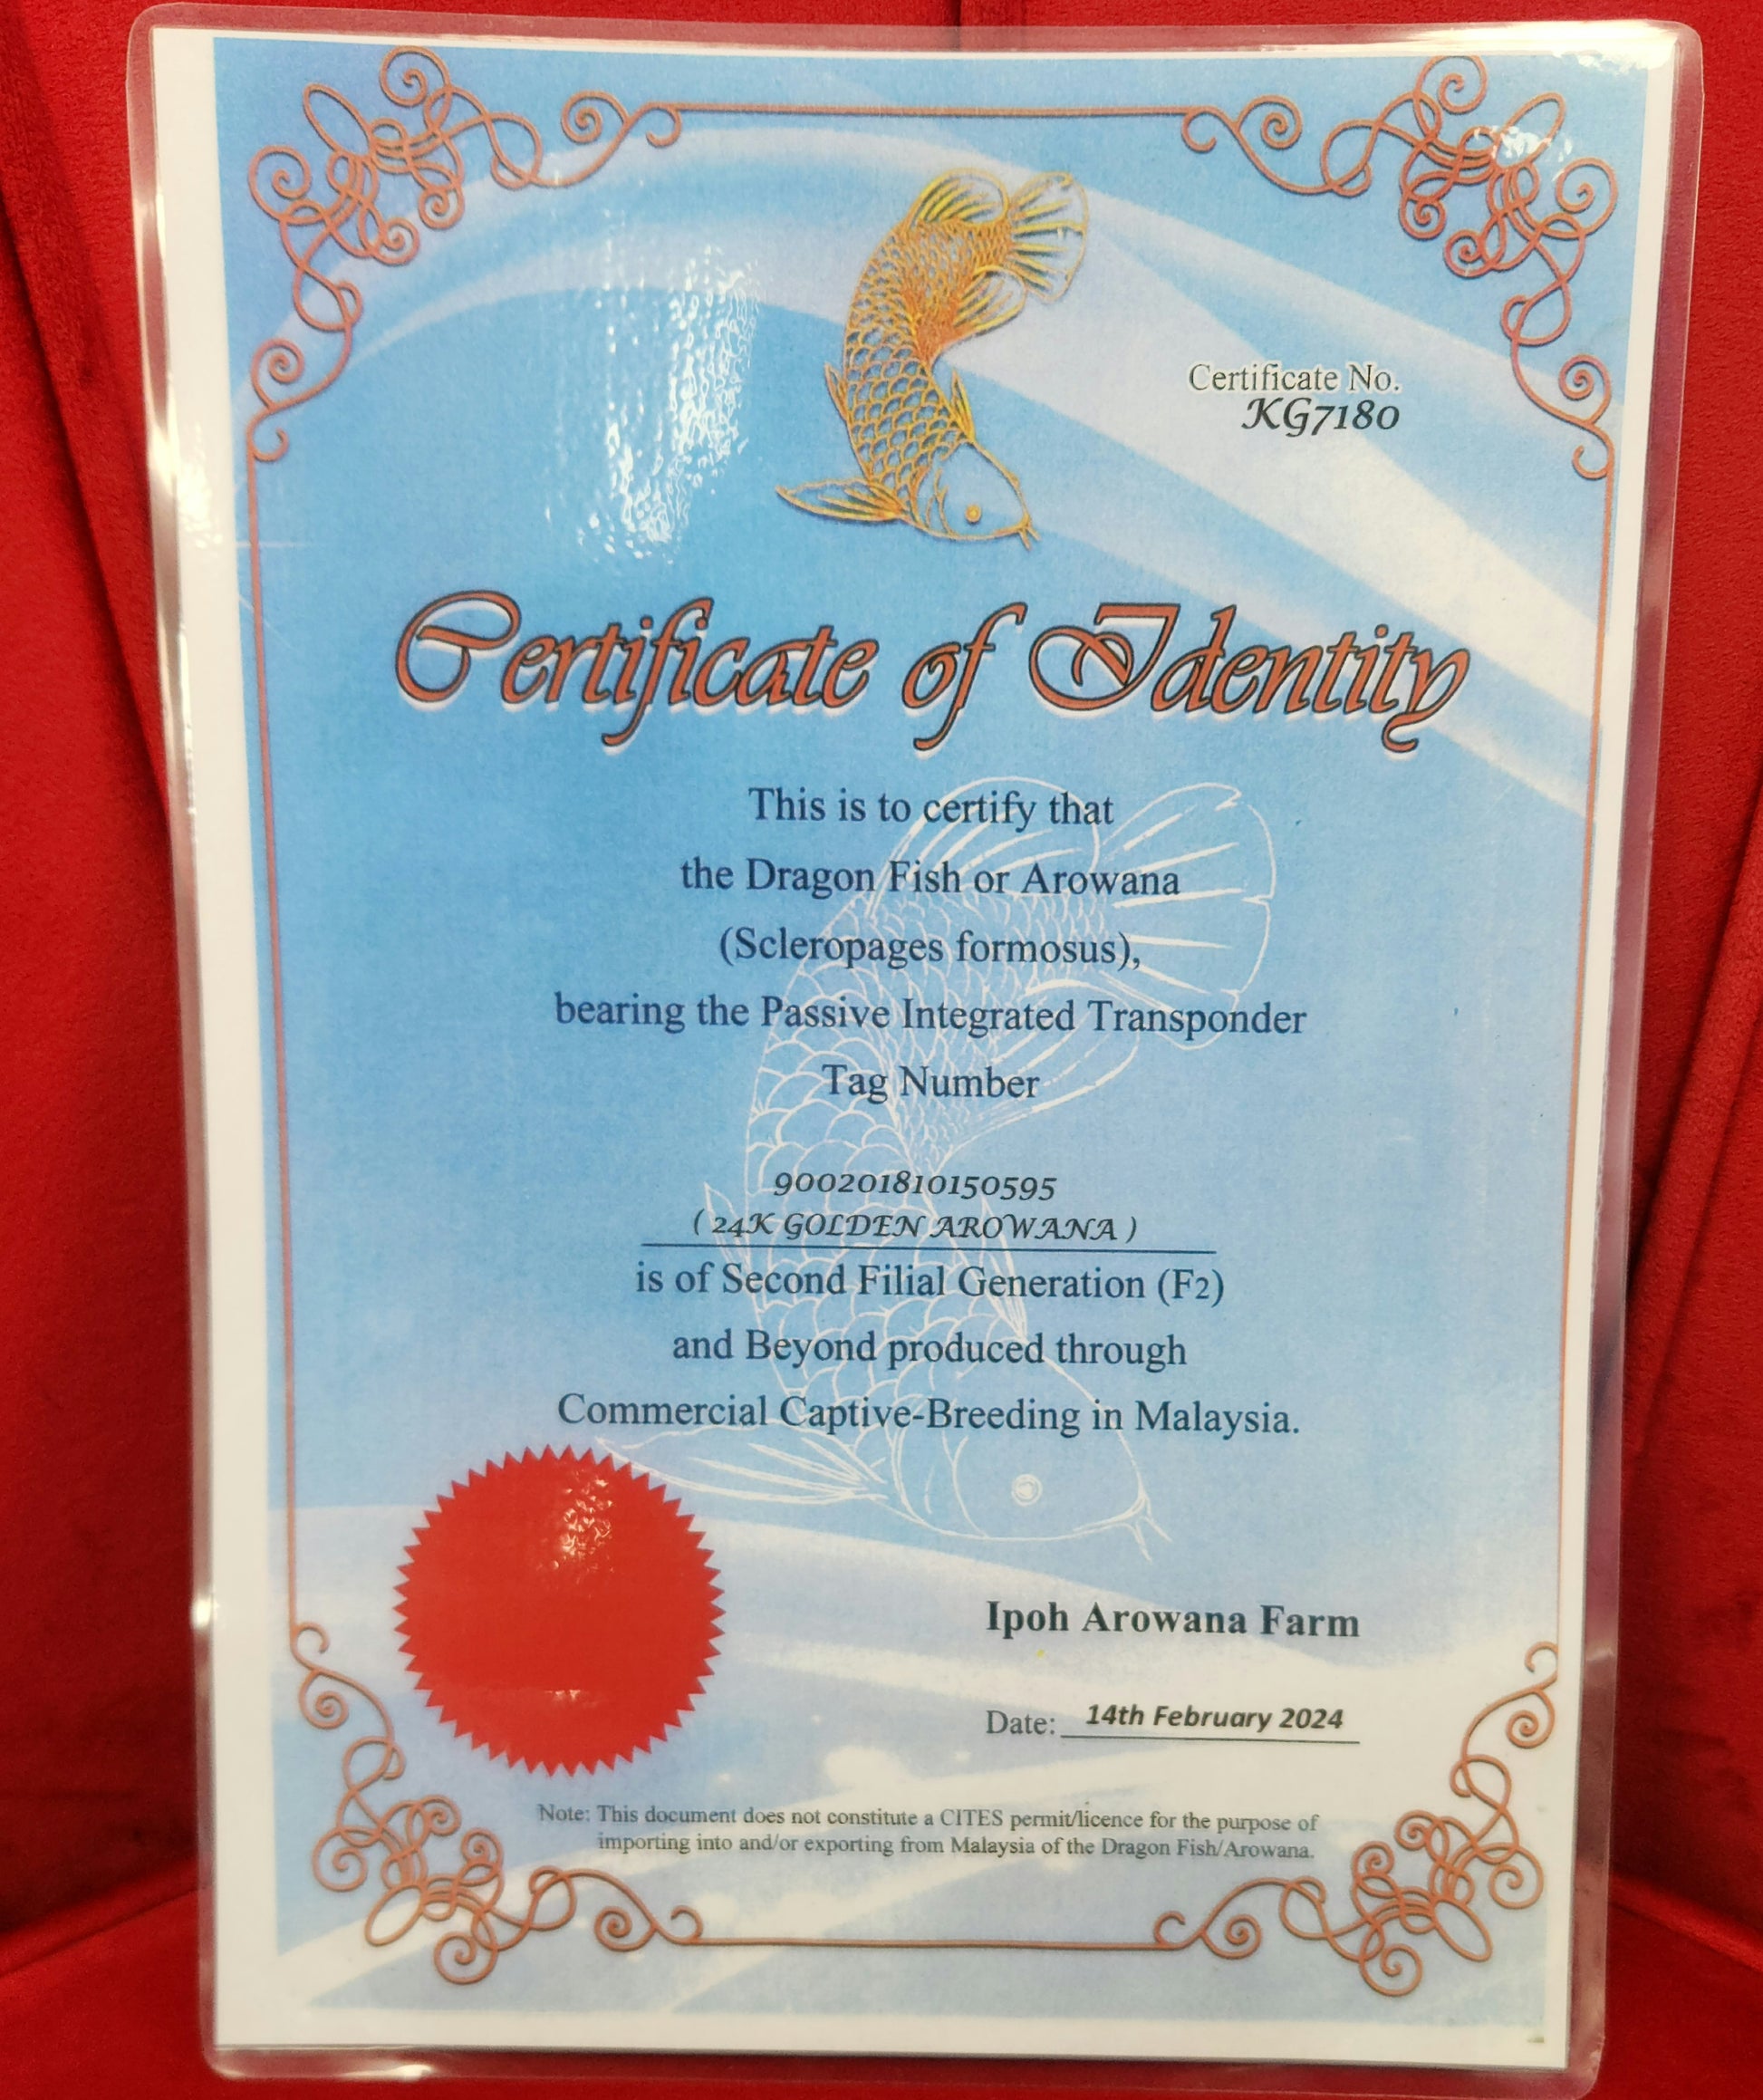 Certificate No.
KG7180
Certificate of Identity
This is to certify that
the Dragon Fish or Arowana
(Scleropages formosus),
bearing the Passive Integrated Transponder
Tag Number
900201810150595
( 24K GOLDEN AROWANA )
is of Second Filial Generation (F2)
and Beyond produced through
Commercial Captive-Breeding in Malaysia.
Ipoh Arowana Farm
Date: 14th February 2024
Note: This document does not constitute a CITES permit/licence for the purpose of
importing into and/or exporting from Malaysia of the Dragon Fish/Arowana.